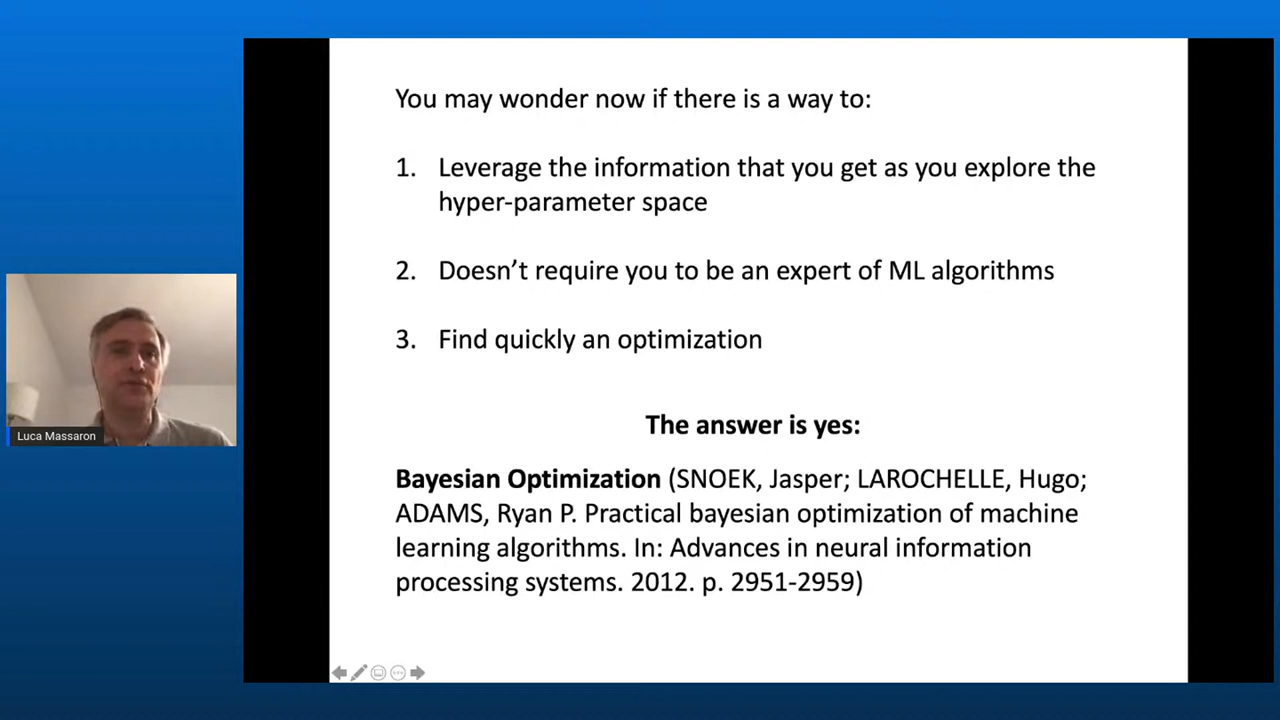 You may wonder now if there is a way to:
1. Leverage the information that you get as you explore the
hyper-parameter space
2. Doesn’t require you to be an expert of ML algorithms
3. Find quickly an optimization
The answer is yes:
Bayesian Optimization (SNOEK, Jasper; LAROCHELLE, Hugo;
ADAMS, Ryan P. Practical bayesian optimization of machine
learning algorithms. In: Advances in neural information
processing systems. 2012. p. 2951-2959)
Luca Massaron